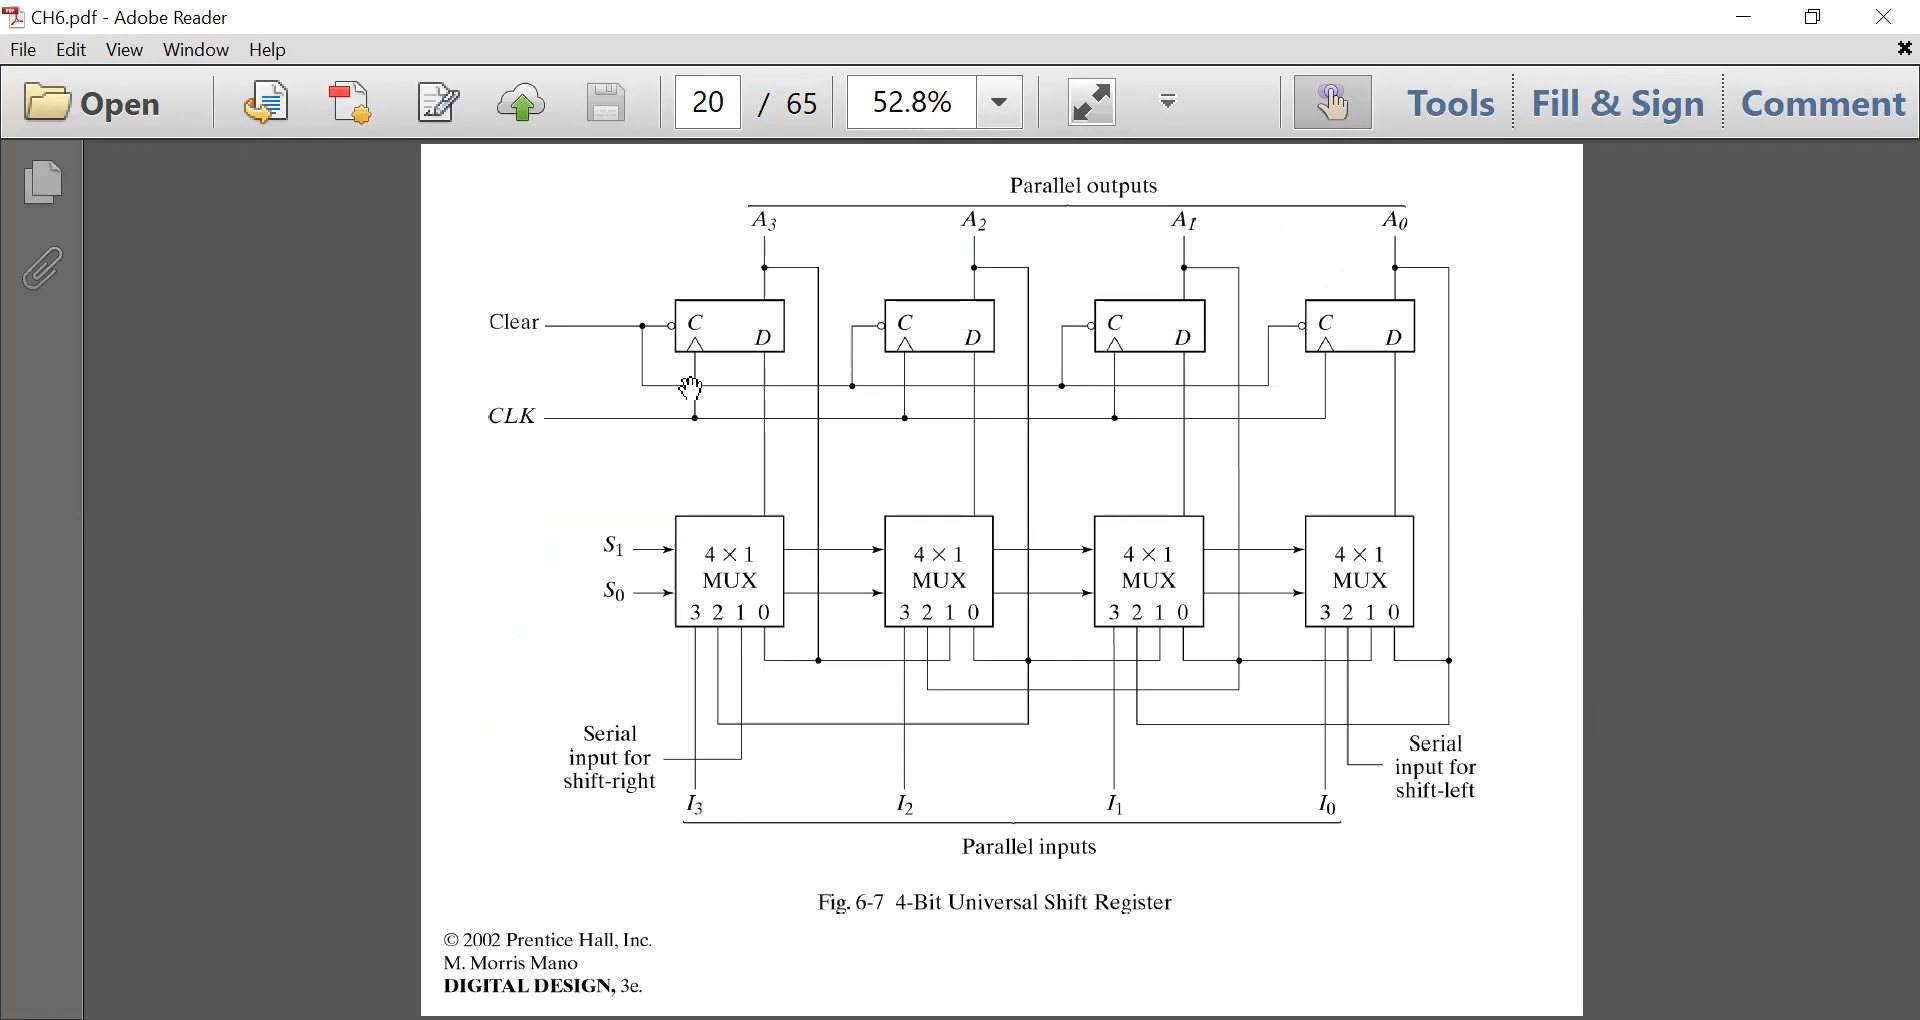 CH6.pdf - Adobe Reader
File Edit View Window Help
Open 20 / 65 52.8% Tools Fill & Sign Comment
Parallel outputs
A3 A2 A1 A0
Clear C D C D C D C D
CLK
S1 4 × 1 4 × 1 4 × 1 4 × 1
S0 MUX MUX MUX MUX
3 2 1 0 3 2 1 0 3 2 1 0 3 2 1 0
Serial
input for
shift-right
Serial
input for
shift-left
I3 I2 I1 I0
Parallel inputs
Fig. 6-7 4-Bit Universal Shift Register
© 2002 Prentice Hall, Inc.
M. Morris Mano
DIGITAL DESIGN, 3e.